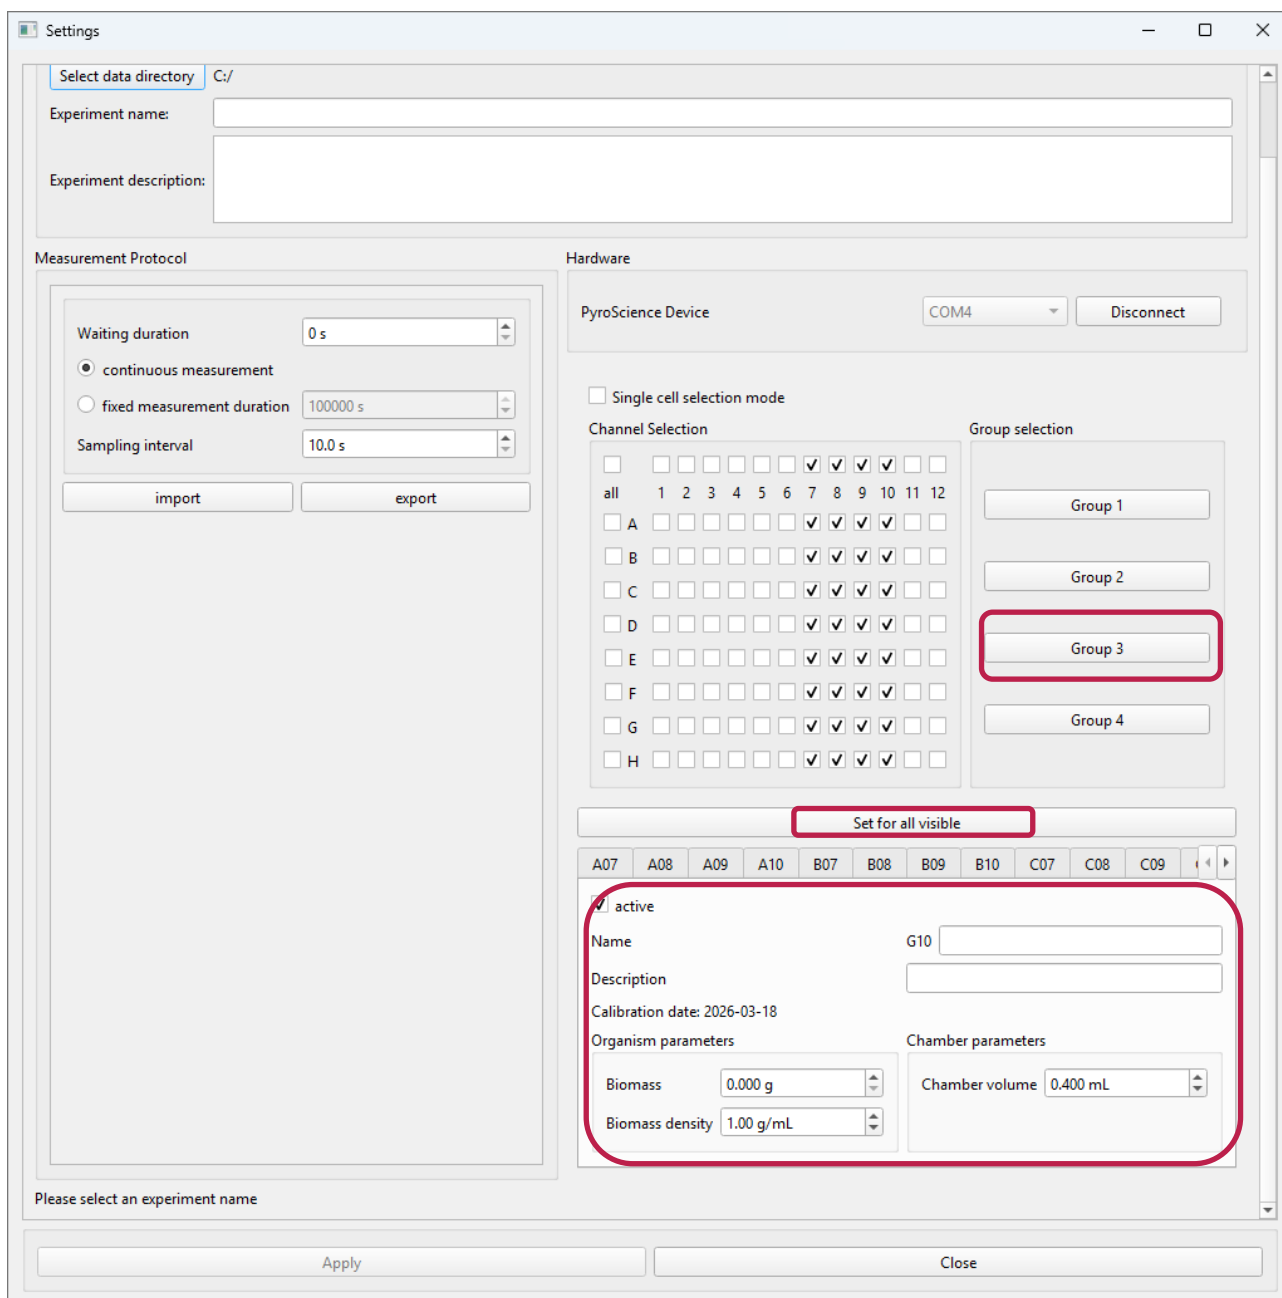 Settings
Select data directory C:/
Experiment name:
Experiment description:
Measurement Protocol
Waiting duration 0 s
continuous measurement
fixed measurement duration 100000 s
Sampling interval 10.0 s
import export
Hardware
PyroScience Device COM4 Disconnect
Single cell selection mode
Channel Selection
all 1 2 3 4 5 6 7 8 9 10 11 12
A
B
C
D
E
F
G
H
Group selection
Group 1
Group 2
Group 3
Group 4
Set for all visible
A07 A08 A09 A10 B07 B08 B09 B10 C07 C08 C09
active
Name G10
Description
Calibration date: 2026-03-18
Organism parameters
Biomass 0.000 g
Biomass density 1.00 g/mL
Chamber parameters
Chamber volume 0.400 mL
Please select an experiment name
Apply Close